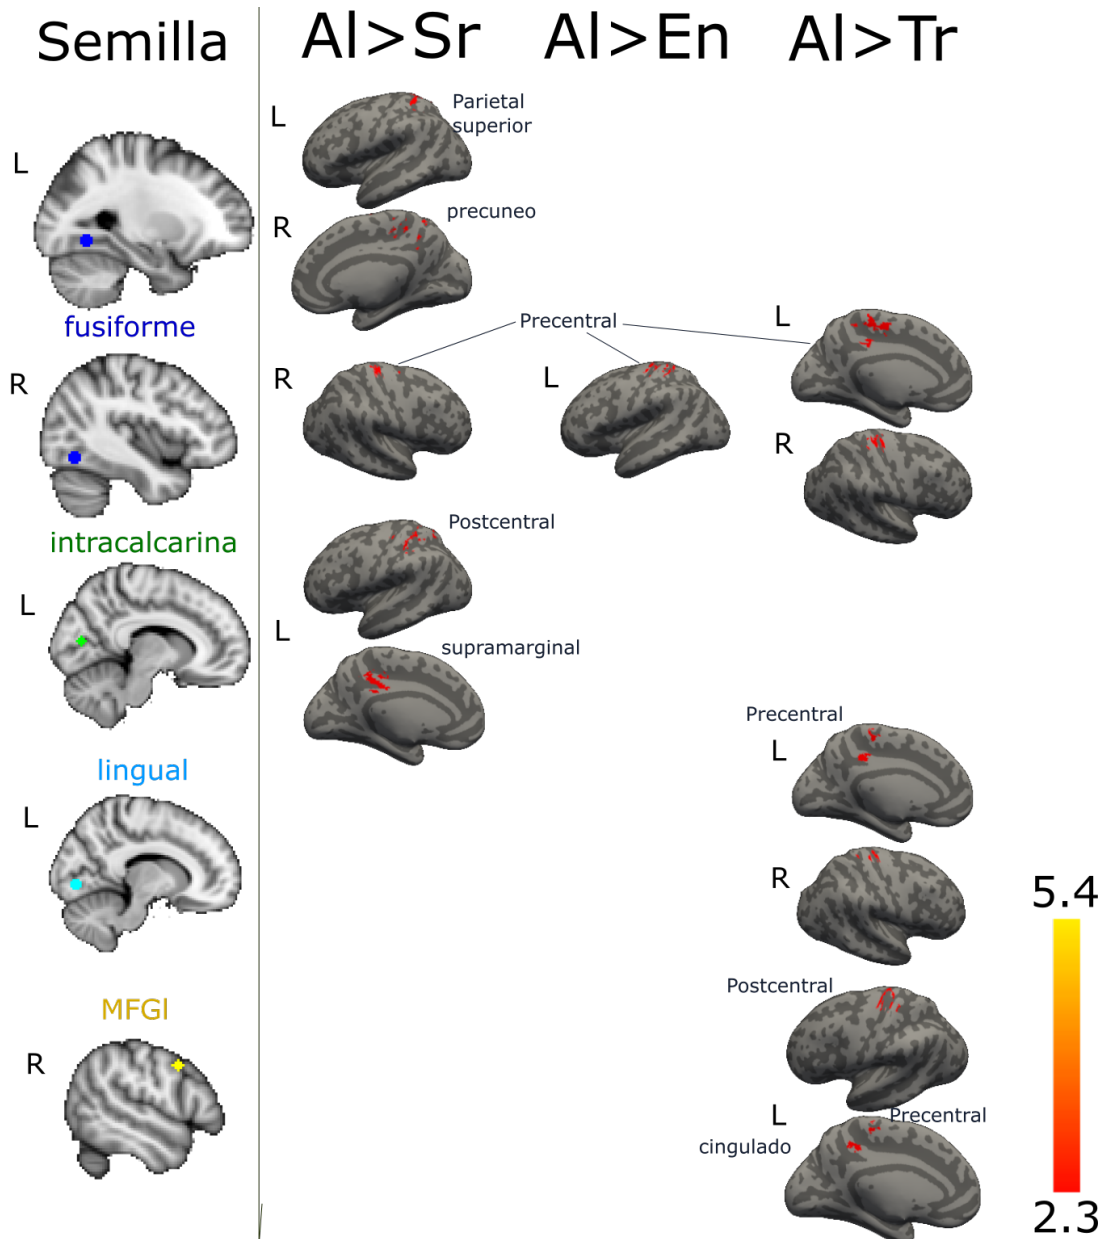 Semilla
Al>Sr
Al>En
Al>Tr
L
Parietal
superior
L
R
precuneo
fusiforme
Precentral
L
R
R
L
R
intracalcarina
Postcentral
L
L
supramarginal
Precentral
L
lingual
L
R
5.4
MFGl
Postcentral
R
L
Precentral
cingulado
2.3